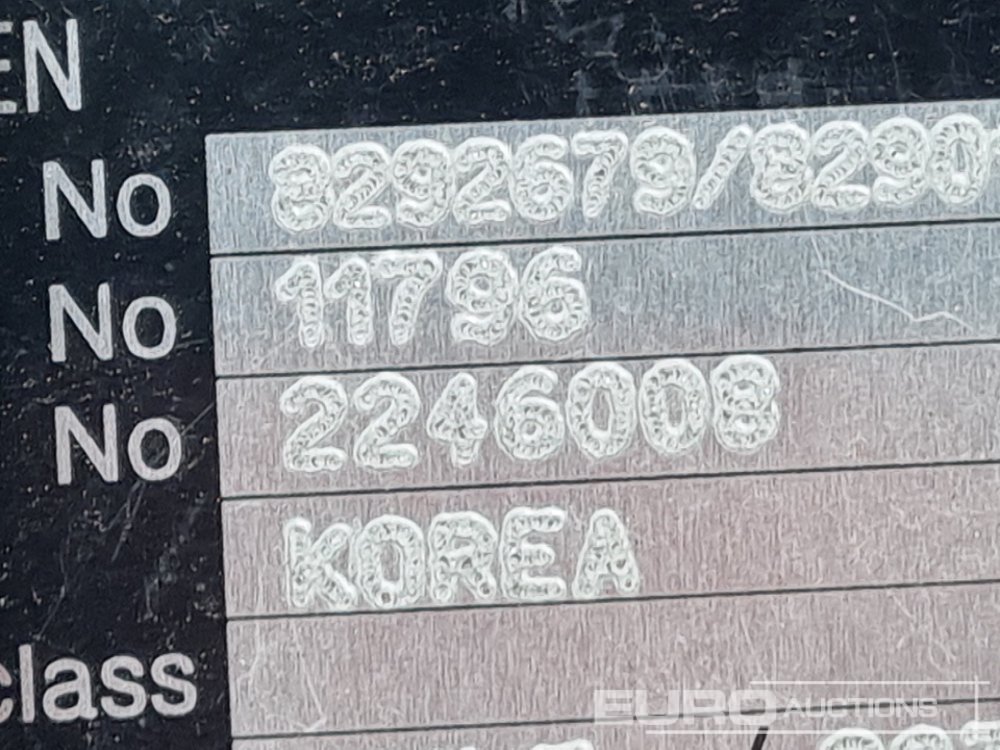 EN
No 8292679/8290
No 11796
No 2246008
KOREA
class
EURO AUCTIONS